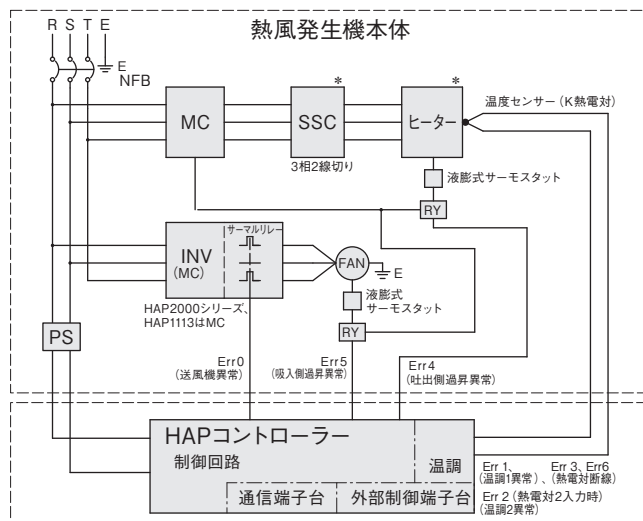 R S T E
熱風発生機本体
E
NFB
*
*
MC
SSC
ヒーター
温度センサー（K熱電対）
3相2線切り
液膨式サーモスタット
RY
サーマルリレー
INV
(MC)
FAN
E
HAP2000シリーズ、
HAP1113はMC
液膨式
サーモスタット
PS
RY
Err0
(送風機異常)
Err5
(吸入側過昇異常)
Err4
(吐出側過昇異常)
HAPコントローラー
制御回路
温調
通信端子台
外部制御端子台
Err 1、 Err 3、Err6
(温調1異常)、(熱電対断線)
Err 2（熱電対2入力時）
(温調2異常)